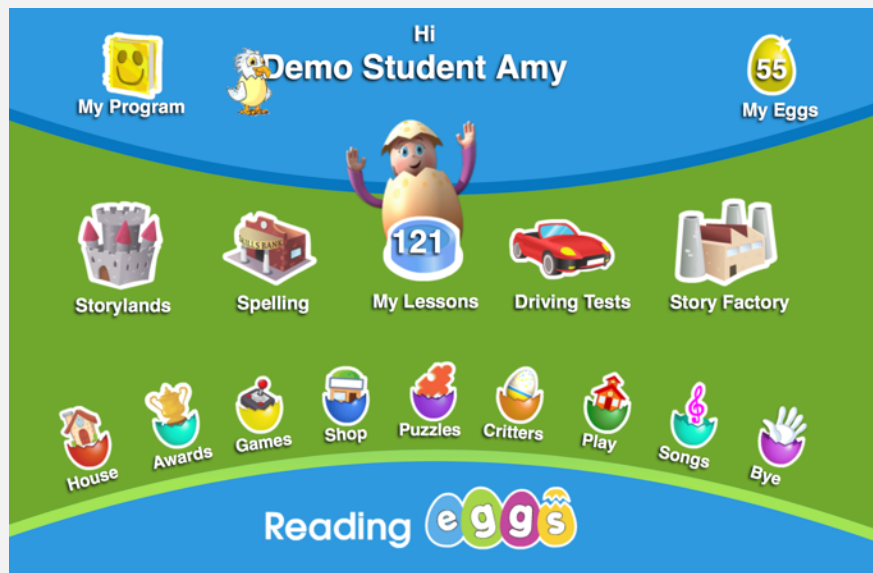 Hi
Demo Student Amy
My Program
55
My Eggs
121
Storylands
Spelling
My Lessons
Driving Tests
Story Factory
House
Awards
Games
Shop
Puzzles
Critters
Play
Songs
Bye
Reading eggs